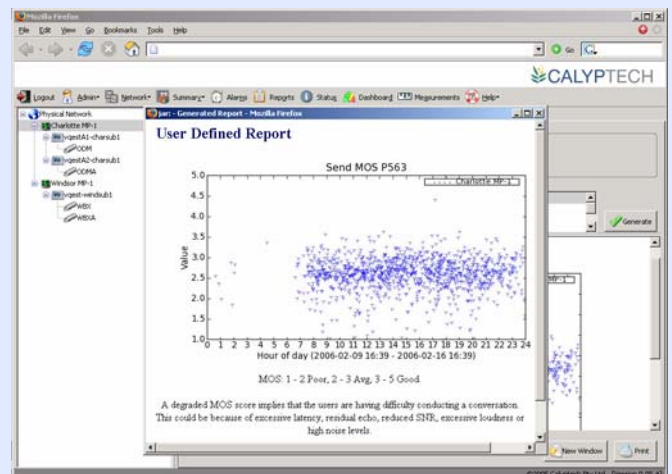 Mozilla Firefox
File Edit View Go Bookmarks Tools Help
Go
CALYPTECH
Logout Admin Network Summary Alarms Reports Status Dashboard Measurements Help
Physical Network
Charlotte MP-1
vqestA1-charsub1
ODM
vqestA2-charsub1
ODMA
Windsor MP-1
vqest-windsub1
WBX
WBXA
jar: - Generated Report - Mozilla Firefox
User Defined Report
Send MOS P563
Charlotte MP-1
5.0
4.5
4.0
3.5
3.0
2.5
2.0
1.5
1.0
Value
0 1 2 3 4 5 6 7 8 9 10 11 12 13 14 15 16 17 18 19 20 21 22 23 24
Hour of day (2006-02-09 16:39 - 2006-02-16 16:39)
MOS: 1 - 2 Poor, 2 - 3 Avg, 3 - 5 Good
A degraded MOS score implies that the users are having difficulty conducting a conversation.
This could be because of excessive latency, residual echo, reduced SNR, excessive loudness or
high noise levels.
Generate
MP-1
22 23 24
New Window Print